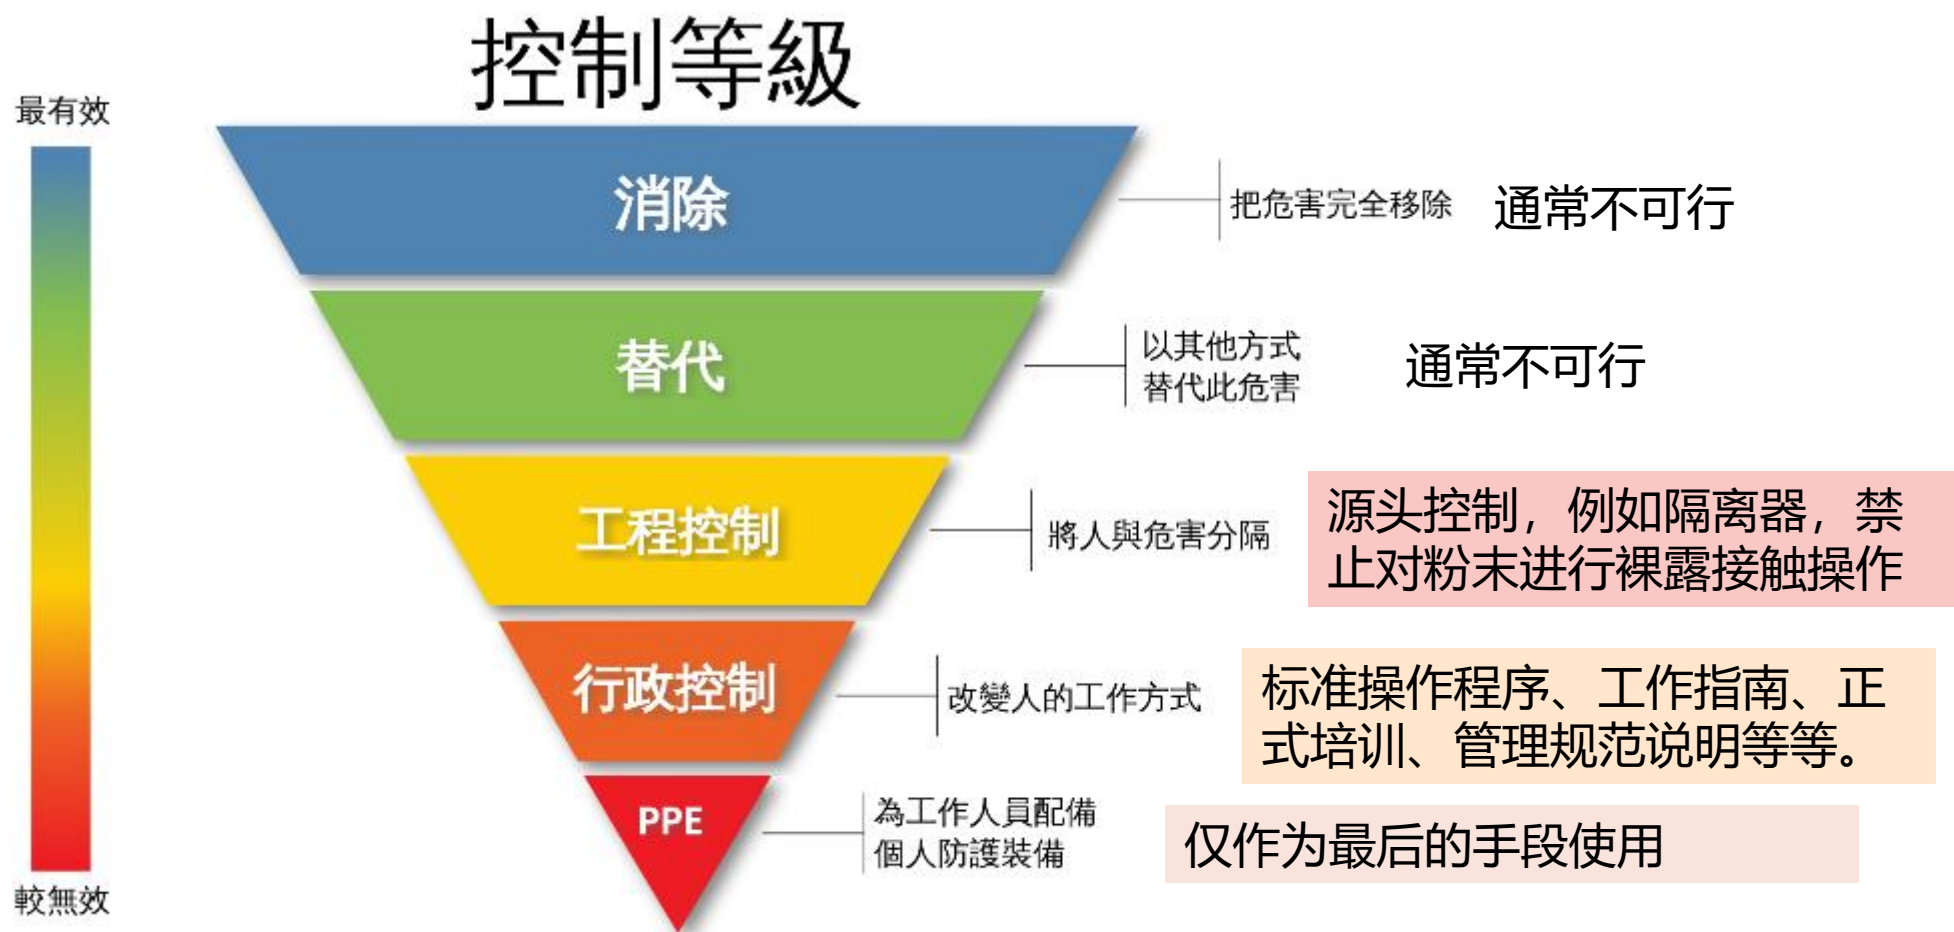 控制等級
最有效
消除
把危害完全移除
通常不可行
替代
以其他方式
替代此危害
通常不可行
工程控制
將人與危害分隔
源头控制，例如隔离器，禁
止对粉末进行裸露接触操作
行政控制
改變人的工作方式
标准操作程序、工作指南、正
式培训、管理规范说明等等。
PPE
為工作人員配備
個人防護裝備
仅作为最后的手段使用
較無效